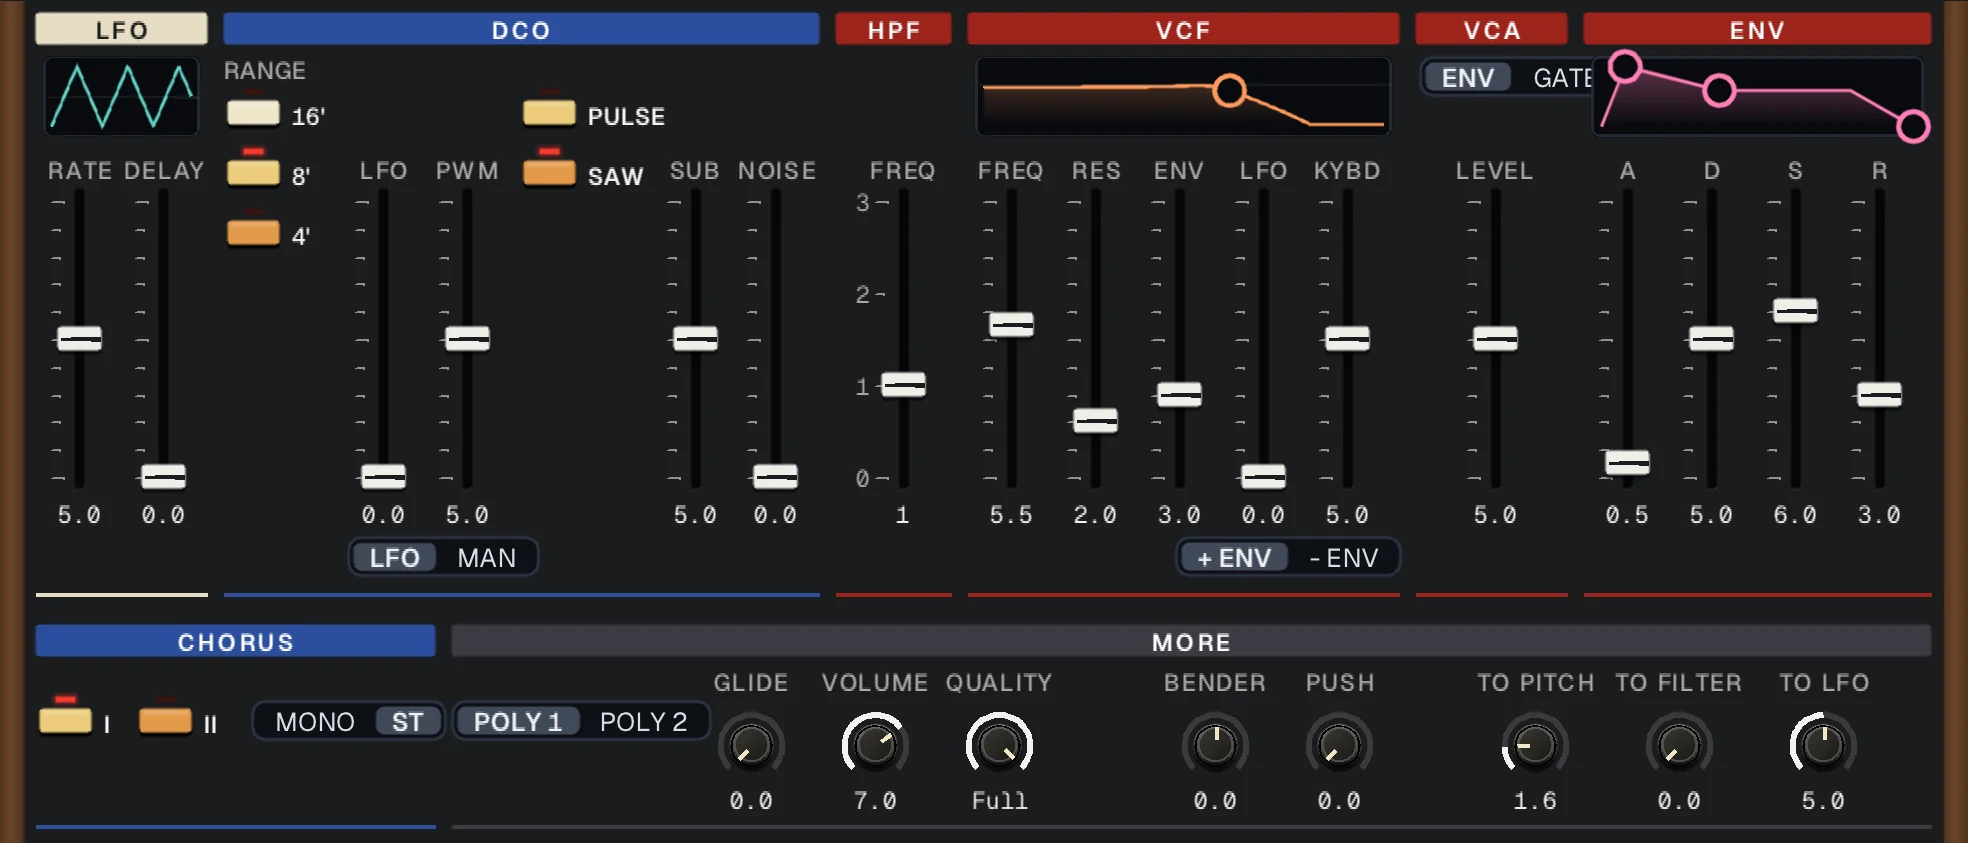 LFO DCO HPF VCF VCA ENV
RANGE
ENV GATE
16' PULSE
8' SAW
4'
RATE DELAY LFO PWM SUB NOISE FREQ FREQ RES ENV LFO KYBD LEVEL A D S R
3
2
1
0
5.0 0.0 0.0 5.0 5.0 0.0 1 5.5 2.0 3.0 0.0 5.0 5.0 0.5 5.0 6.0 3.0
LFO MAN + ENV - ENV
CHORUS MORE
GLIDE VOLUME QUALITY BENDER PUSH TO PITCH TO FILTER TO LFO
I II MONO ST POLY 1 POLY 2
0.0 7.0 Full 0.0 0.0 1.6 0.0 5.0